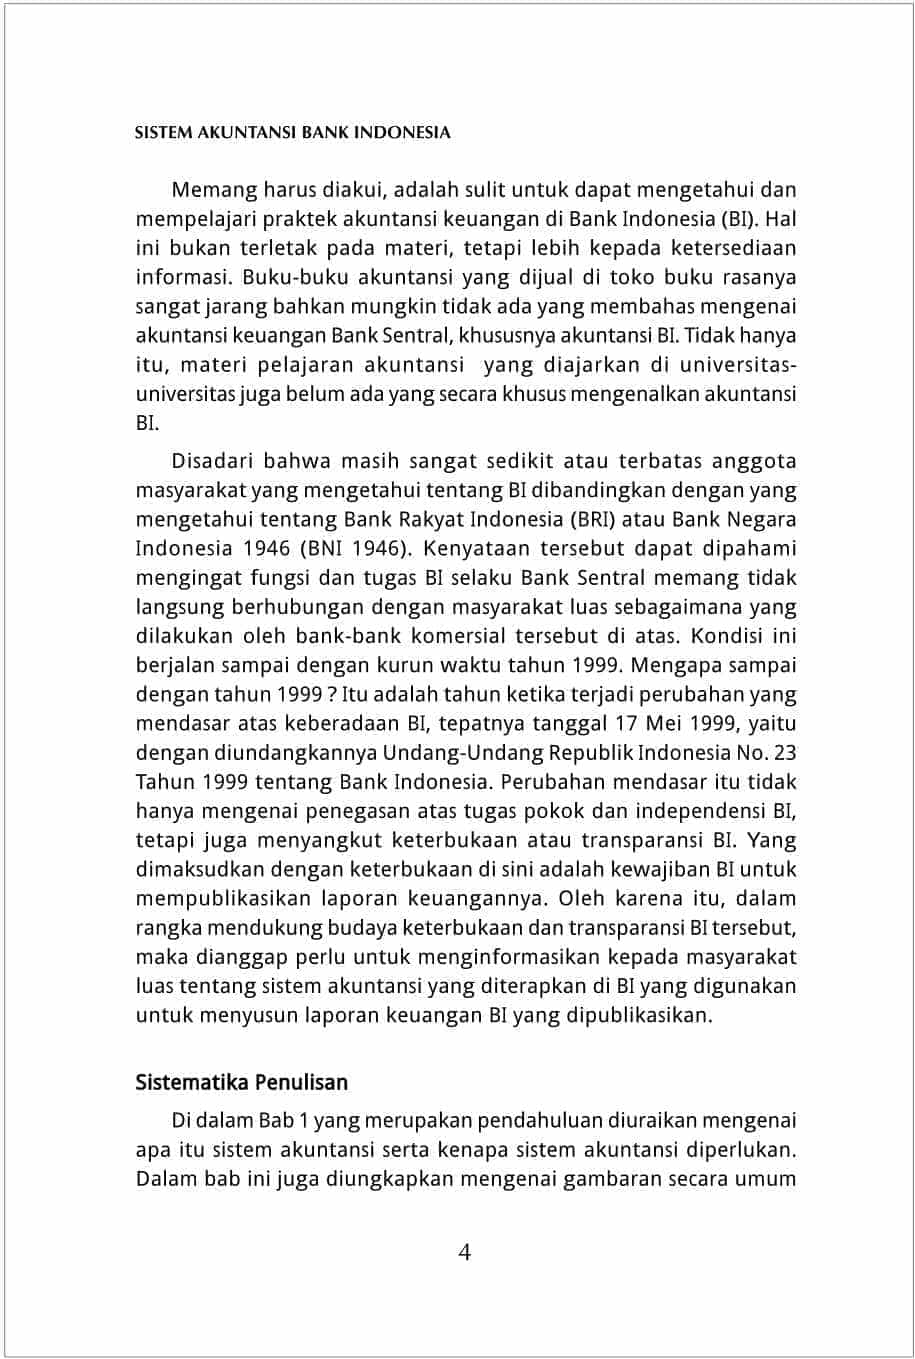 SISTEM AKUNTANSI BANK INDONESIA
Memang harus diakui, adalah sulit untuk dapat mengetahui dan
mempelajari praktek akuntansi keuangan di Bank Indonesia (BI). Hal
ini bukan terletak pada materi, tetapi lebih kepada ketersediaan
informasi. Buku-buku akuntansi yang dijual di toko buku rasanya
sangat jarang bahkan mungkin tidak ada yang membahas mengenai
akuntansi keuangan Bank Sentral, khususnya akuntansi BI. Tidak hanya
itu, materi pelajaran akuntansi yang diajarkan di universitas-
universitas juga belum ada yang secara khusus mengenalkan akuntansi
BI.
Disadari bahwa masih sangat sedikit atau terbatas anggota
masyarakat yang mengetahui tentang BI dibandingkan dengan yang
mengetahui tentang Bank Rakyat Indonesia (BRI) atau Bank Negara
Indonesia 1946 (BNI 1946). Kenyataan tersebut dapat dipahami
mengingat fungsi dan tugas BI selaku Bank Sentral memang tidak
langsung berhubungan dengan masyarakat luas sebagaimana yang
dilakukan oleh bank-bank komersial tersebut di atas. Kondisi ini
berjalan sampai dengan kurun waktu tahun 1999. Mengapa sampai
dengan tahun 1999 ? Itu adalah tahun ketika terjadi perubahan yang
mendasar atas keberadaan BI, tepatnya tanggal 17 Mei 1999, yaitu
dengan diundangkannya Undang-Undang Republik Indonesia No. 23
Tahun 1999 tentang Bank Indonesia. Perubahan mendasar itu tidak
hanya mengenai penegasan atas tugas pokok dan independensi BI,
tetapi juga menyangkut keterbukaan atau transparansi BI. Yang
dimaksudkan dengan keterbukaan di sini adalah kewajiban BI untuk
mempublikasikan laporan keuangannya. Oleh karena itu, dalam
rangka mendukung budaya keterbukaan dan transparansi BI tersebut,
maka dianggap perlu untuk menginformasikan kepada masyarakat
luas tentang sistem akuntansi yang diterapkan di BI yang digunakan
untuk menyusun laporan keuangan BI yang dipublikasikan.
Sistematika Penulisan
Di dalam Bab 1 yang merupakan pendahuluan diuraikan mengenai
apa itu sistem akuntansi serta kenapa sistem akuntansi diperlukan.
Dalam bab ini juga diungkapkan mengenai gambaran secara umum
4